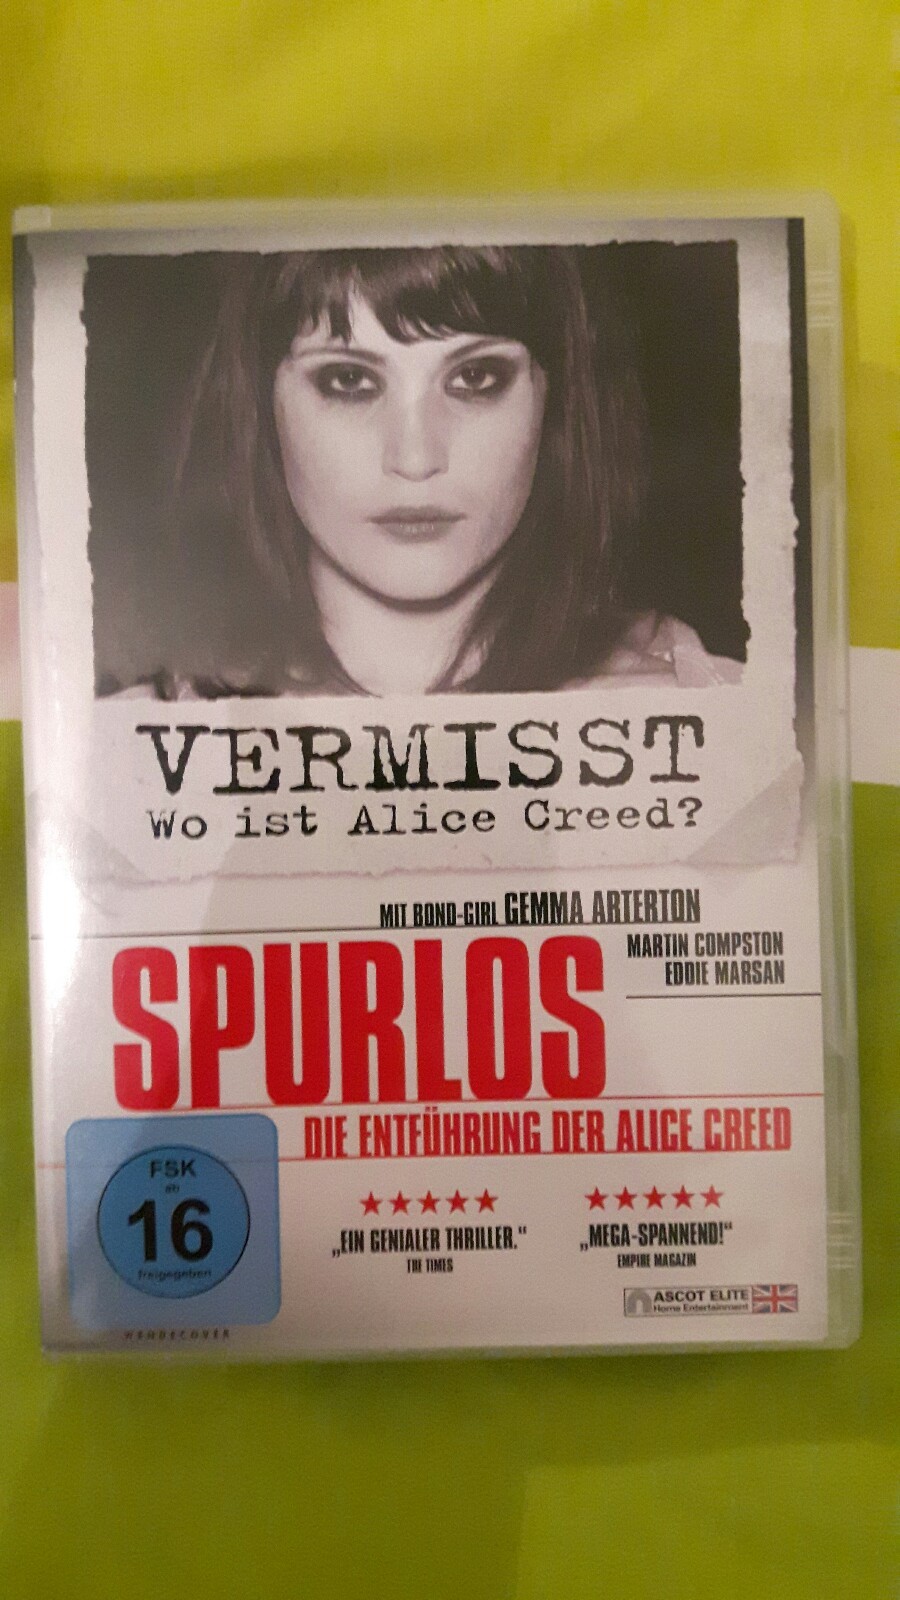 VERMISST
Wo ist Alice Creed?
MIT BOND-GIRL GEMMA ARTERTON
MARTIN COMPSTON
EDDIE MARSAN
SPURLOS
DIE ENTFÜHRUNG DER ALICE CREED
FSK
ab
16
freigegeben
WENDECOVER
★★★★★
„EIN GENIALER THRILLER.“
THE TIMES
★★★★★
„MEGA-SPANNEND!“
EMPIRE MAGAZIN
ASCOT ELITE
Home Entertainment